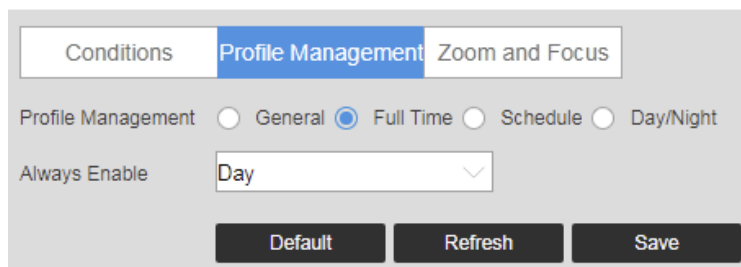 Conditions Profile Management Zoom and Focus
Profile Management General Full Time Schedule Day/Night
Always Enable Day
Default Refresh Save